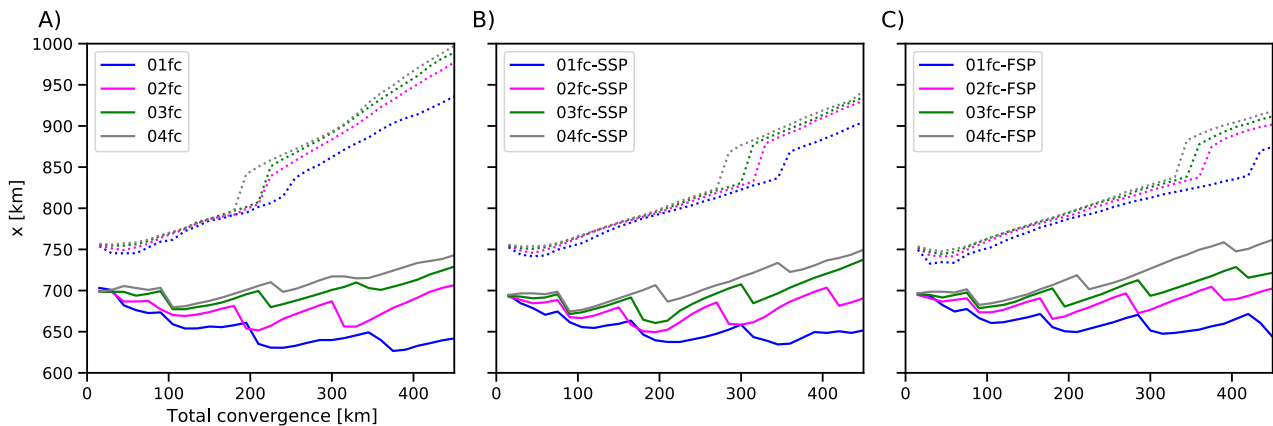 A)
B)
C)
1000
950
900
850
800
750
700
650
600
x [km]
01fc
02fc
03fc
04fc
01fc-SSP
02fc-SSP
03fc-SSP
04fc-SSP
01fc-FSP
02fc-FSP
03fc-FSP
04fc-FSP
0 100 200 300 400
0 100 200 300 400
0 100 200 300 400
Total convergence [km]